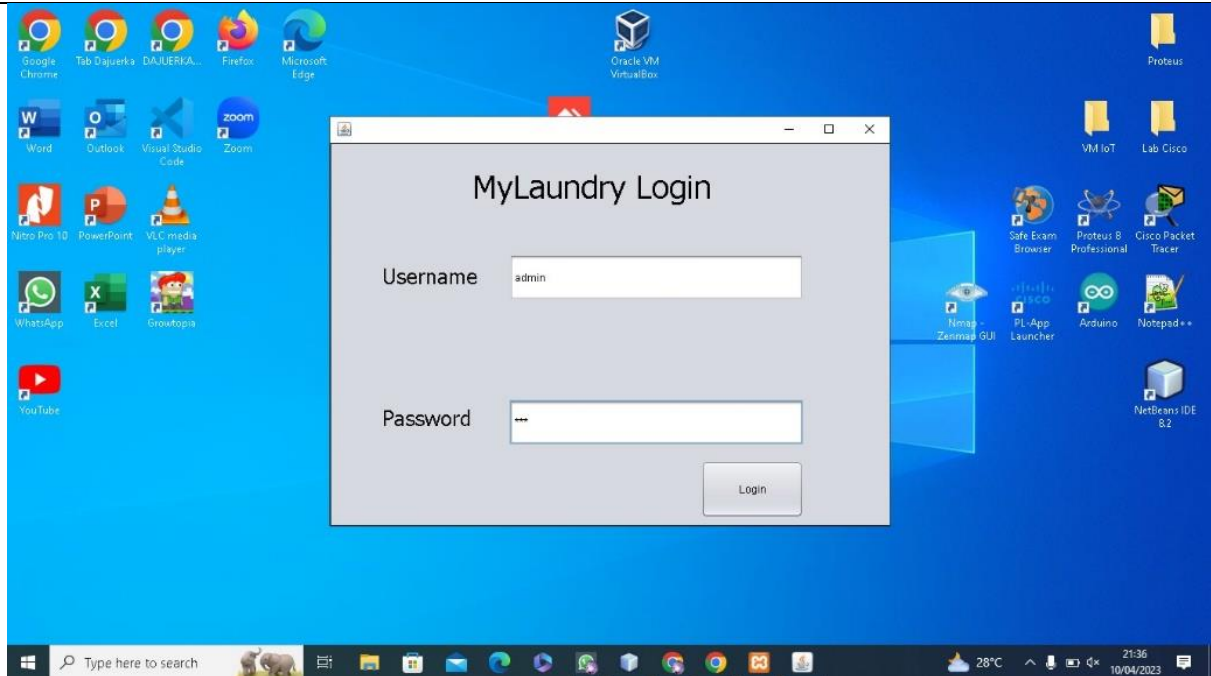 Google
Chrome
Tab Dajuerka
DAJUERKA...
Firefox
Microsoft
Edge
Oracle VM
VirtualBox
Proteus
W
Word
O
Outlook
Visual Studio
Code
zoom
Zoom
VM IoT
Lab Cisco
MyLaundry Login
Nitro Pro 10
P
PowerPoint
VLC media
player
Safe Exam
Browser
Proteus 8
Professional
Cisco Packet
Tracer
Username
admin
WhatsApp
X
Excel
Growtopia
Nmap -
Zenmap GUI
CISCO
PL-App
Launcher
Arduino
Notepad++
YouTube
Password
***
NetBeans IDE
8.2
Login
Type here to search
28°C
21:36
10/04/2023